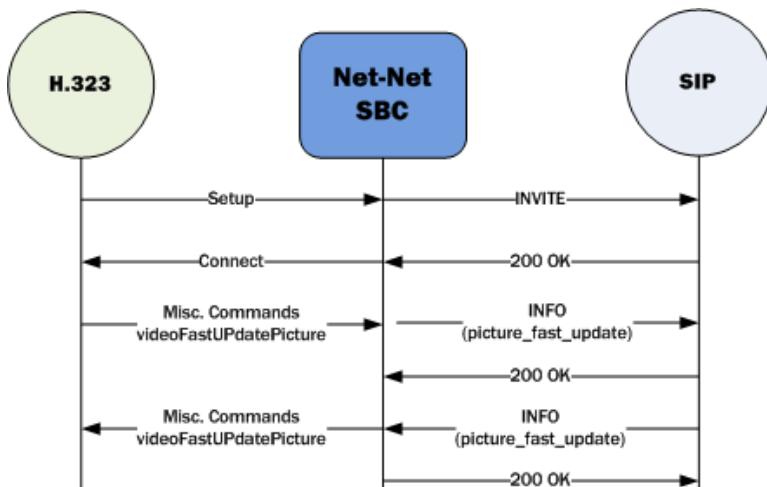 H.323
Net-Net
SBC
SIP
Setup
INVITE
Connect
200 OK
Misc. Commands
videoFastUPdatePicture
INFO
(picture_fast_update)
200 OK
Misc. Commands
videoFastUPdatePicture
INFO
(picture_fast_update)
200 OK